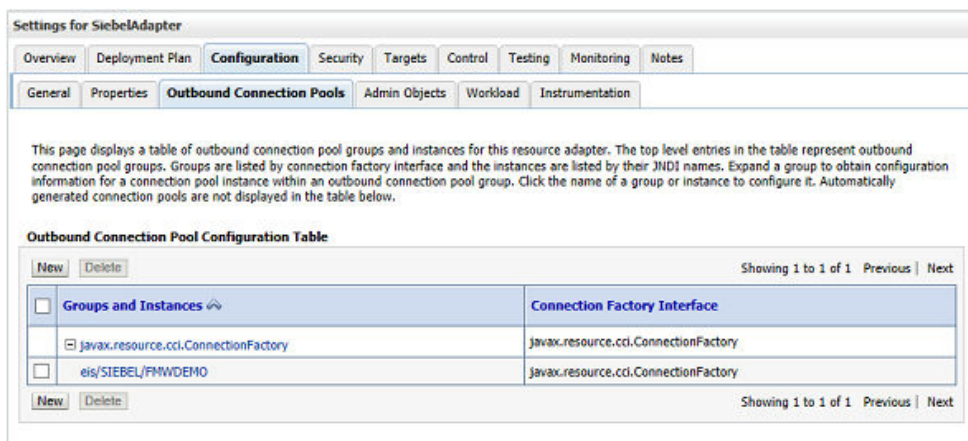 Settings for SiebelAdapter
Overview Deployment Plan Configuration Security Targets Control Testing Monitoring Notes
General Properties Outbound Connection Pools Admin Objects Workload Instrumentation
This page displays a table of outbound connection pool groups and instances for this resource adapter. The top level entries in the table represent outbound
connection pool groups. Groups are listed by connection factory interface and the instances are listed by their JNDI names. Expand a group to obtain configuration
information for a connection pool instance within an outbound connection pool group. Click the name of a group or instance to configure it. Automatically
generated connection pools are not displayed in the table below.
Outbound Connection Pool Configuration Table
New Delete Showing 1 to 1 of 1 Previous | Next
Groups and Instances Connection Factory Interface
javax.resource.cci.ConnectionFactory javax.resource.cci.ConnectionFactory
eis/SIEBEL/FMWDEMO javax.resource.cci.ConnectionFactory
New Delete Showing 1 to 1 of 1 Previous | Next